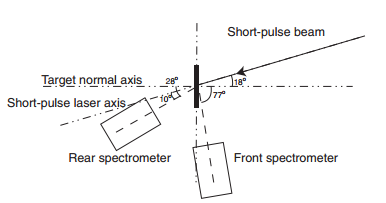 Short-pulse beam
Target normal axis
28°
18°
Short-pulse laser axis
10°
77°
Rear spectrometer
Front spectrometer